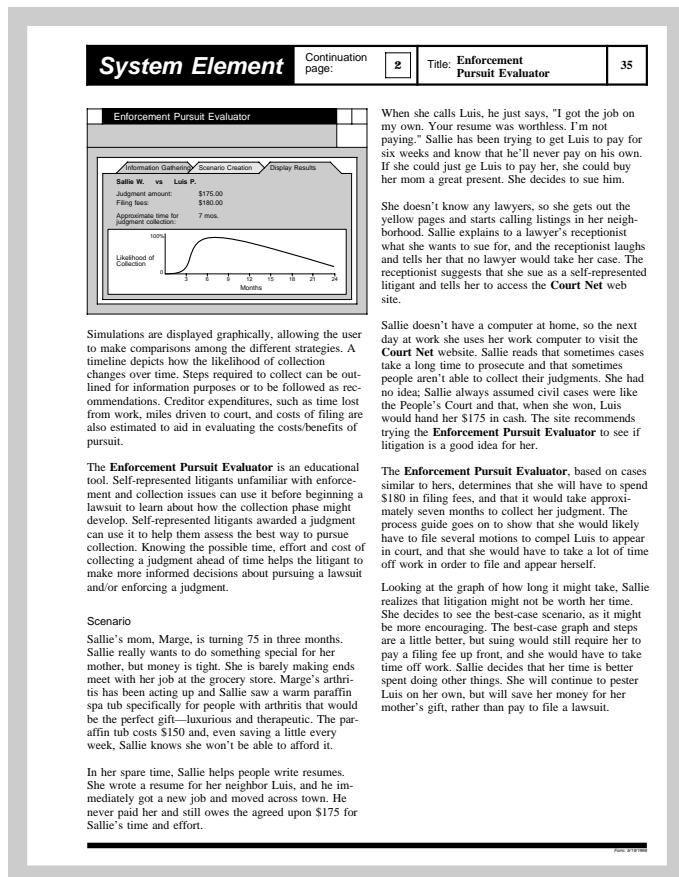 System Element
Continuation page:
2
Title: Enforcement Pursuit Evaluator
35
Enforcement Pursuit Evaluator
Information Gathering
Scenario Creation
Display Results
Sallie W. vs Luis P.
Judgment amount: $175.00
Filing fees: $180.00
Approximate time for judgment collection: 7 mos.
100%
Likelihood of Collection
0
3 6 9 12 15 18 21 24
Months
Simulations are displayed graphically, allowing the user
to make comparisons among the different strategies. A
timeline depicts how the likelihood of collection
changes over time. Steps required to collect can be out-
lined for information purposes or to be followed as rec-
ommendations. Creditor expenditures, such as time lost
from work, miles driven to court, and costs of filing are
also estimated to aid in evaluating the costs/benefits of
pursuit.
The Enforcement Pursuit Evaluator is an educational
tool. Self-represented litigants unfamiliar with enforce-
ment and collection issues can use it before beginning a
lawsuit to learn about how the collection phase might
develop. Self-represented litigants awarded a judgment
can use it to help them assess the best way to pursue
collection. Knowing the possible time, effort and cost of
collecting a judgment ahead of time helps the litigant to
make more informed decisions about pursuing a lawsuit
and/or enforcing a judgment.
Scenario
Sallie's mom, Marge, is turning 75 in three months.
Sallie really wants to do something special for her
mother, but money is tight. She is barely making ends
meet with her job at the grocery store. Marge's arthri-
tis has been acting up and Sallie saw a warm paraffin
spa tub specifically for people with arthritis that would
be the perfect gift—luxurious and therapeutic. The par-
affin tub costs $150 and, even saving a little every
week, Sallie knows she won't be able to afford it.
In her spare time, Sallie helps people write resumes.
She wrote a resume for her neighbor Luis, and he im-
mediately got a new job and moved across town. He
never paid her and still owes the agreed upon $175 for
Sallie's time and effort.
When she calls Luis, he just says, "I got the job on
my own. Your resume was worthless. I'm not
paying." Sallie has been trying to get Luis to pay for
six weeks and know that he'll never pay on his own.
If she could just ge Luis to pay her, she could buy
her mom a great present. She decides to sue him.
She doesn't know any lawyers, so she gets out the
yellow pages and starts calling listings in her neigh-
borhood. Sallie explains to a lawyer's receptionist
what she wants to sue for, and the receptionist laughs
and tells her that no lawyer would take her case. The
receptionist suggests that she sue as a self-represented
litigant and tells her to access the Court Net web
site.
Sallie doesn't have a computer at home, so the next
day at work she uses her work computer to visit the
Court Net website. Sallie reads that sometimes cases
take a long time to prosecute and that sometimes
people aren't able to collect their judgments. She had
no idea; Sallie always assumed civil cases were like
the People's Court and that, when she won, Luis
would hand her $175 in cash. The site recommends
trying the Enforcement Pursuit Evaluator to see if
litigation is a good idea for her.
The Enforcement Pursuit Evaluator, based on cases
similar to hers, determines that she will have to spend
$180 in filing fees, and that it would take approxi-
mately seven months to collect her judgment. The
process guide goes on to show that she would likely
have to file several motions to compel Luis to appear
in court, and that she would have to take a lot of time
off work in order to file and appear herself.
Looking at the graph of how long it might take, Sallie
realizes that litigation might not be worth her time.
She decides to see the best-case scenario, as it might
be more encouraging. The best-case graph and steps
are a little better, but suing would still require her to
pay a filing fee up front, and she would have to take
time off work. Sallie decides that her time is better
spent doing other things. She will continue to pester
Luis on her own, but will save her money for her
mother's gift, rather than pay to file a lawsuit.